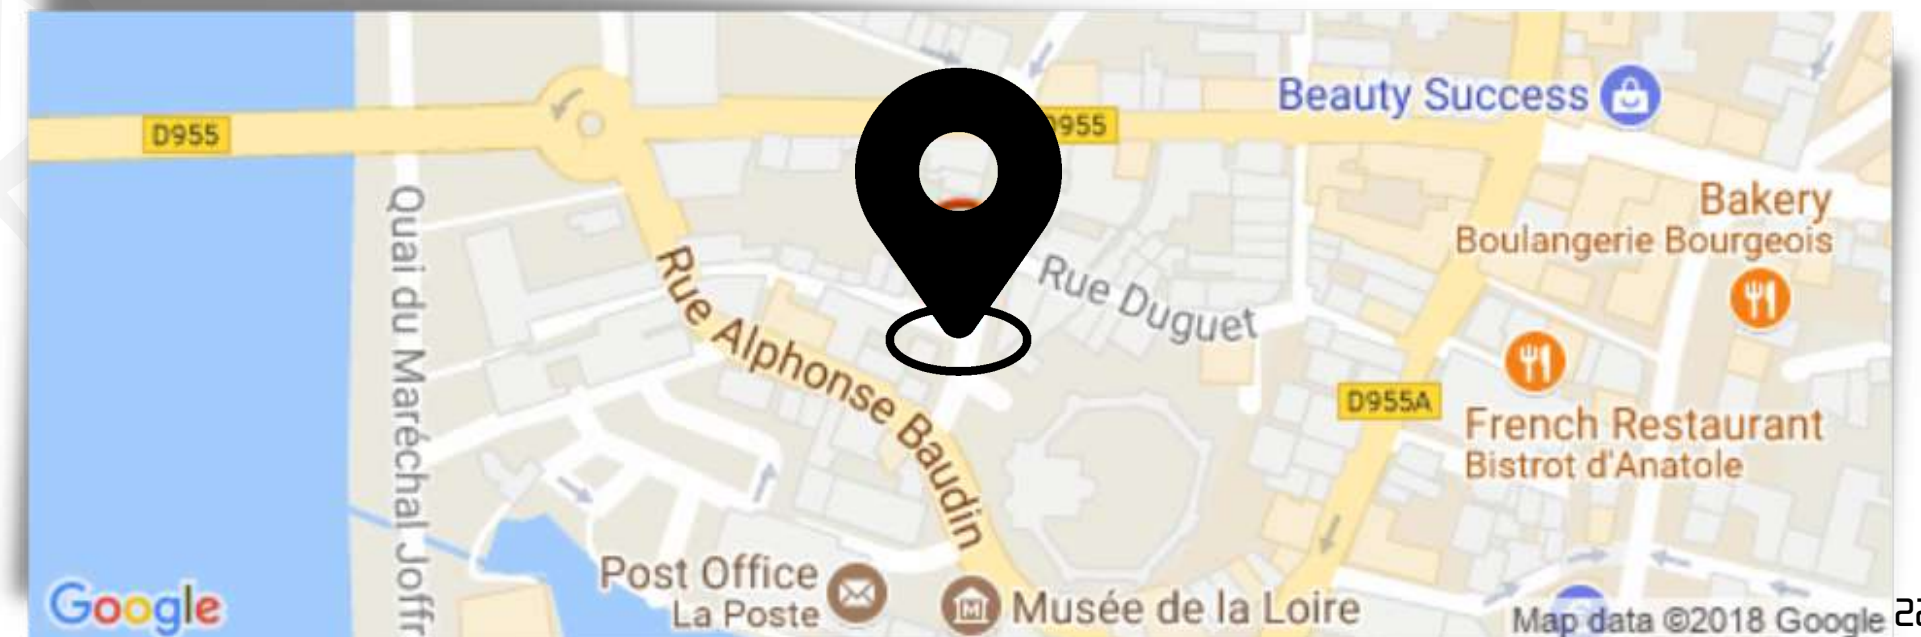 Beauty Success
D955
D955
Quai du Maréchal Joffr
Bakery
Boulangerie Bourgeois
Rue Alphonse Baudin
Rue Duguet
D955A
French Restaurant
Bistrot d'Anatole
Post Office
La Poste
Musée de la Loire
Google
Map data ©2018 Google